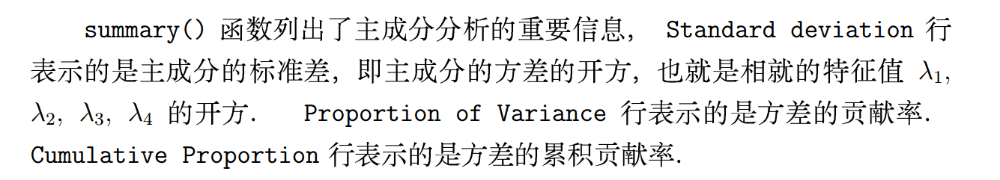 summary() 函数列出了主成分分析的重要信息， Standard deviation 行
表示的是主成分的标准差，即主成分的方差的开方，也就是相就的特征值 λ₁,
λ₂, λ₃, λ₄ 的开方． Proportion of Variance 行表示的是方差的贡献率．
Cumulative Proportion 行表示的是方差的累积贡献率．